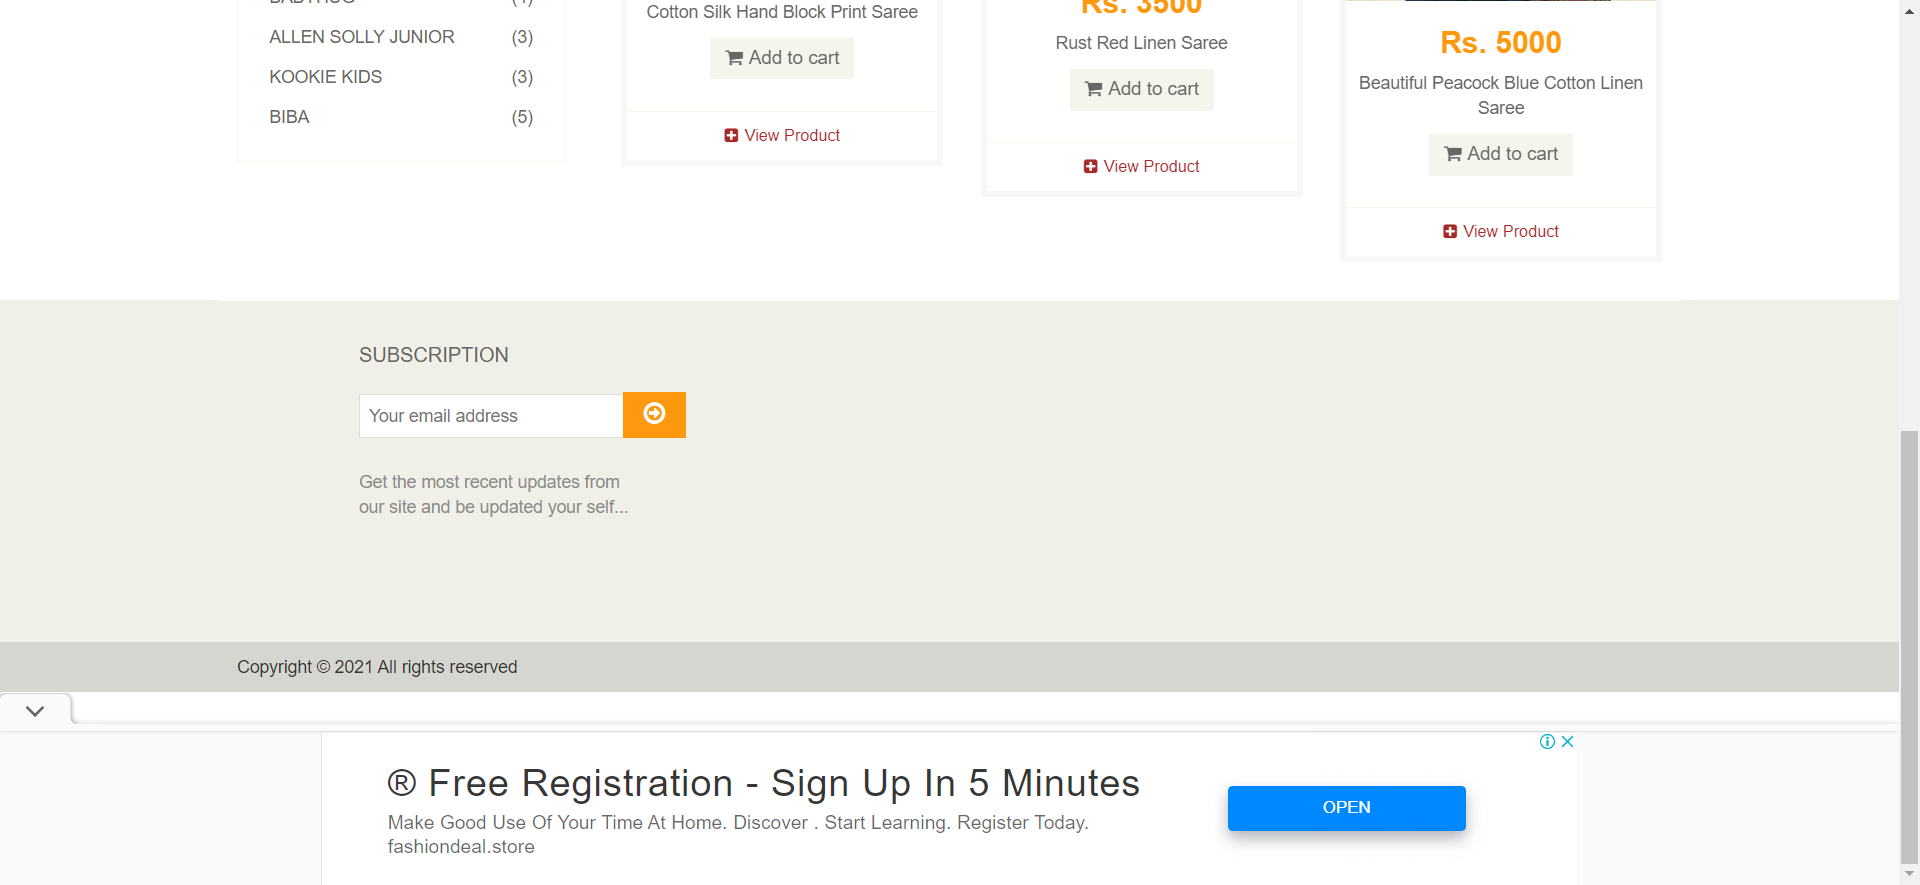 ALLEN SOLLY JUNIOR (3)
KOOKIE KIDS (3)
BIBA (5)
Cotton Silk Hand Block Print Saree
Add to cart
View Product
Rs. 3500
Rust Red Linen Saree
Add to cart
View Product
Rs. 5000
Beautiful Peacock Blue Cotton Linen
Saree
Add to cart
View Product
SUBSCRIPTION
Your email address
Get the most recent updates from
our site and be updated your self...
Copyright © 2021 All rights reserved
® Free Registration - Sign Up In 5 Minutes
Make Good Use Of Your Time At Home. Discover . Start Learning. Register Today.
fashiondeal.store
OPEN